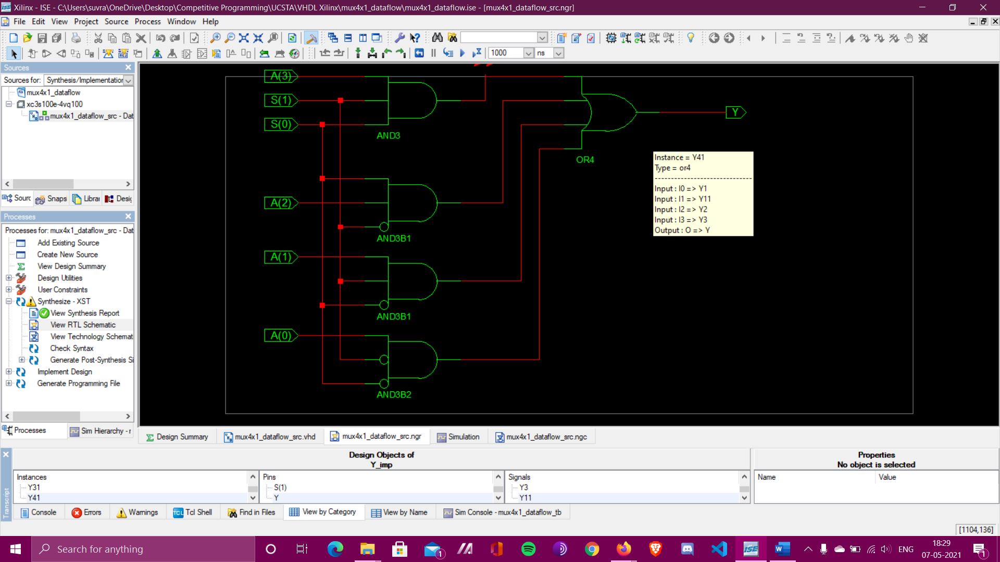 Xilinx - ISE - C:\Users\suvra\OneDrive\Desktop\Competitive Programming\UCSTA\VHDL Xilinx\mux4x1_dataflow\mux4x1_dataflow.ise - [mux4x1_dataflow_src.ngr]
File Edit View Project Source Process Window Help
1000 ns
Sources
Sources for: Synthesis/Implementation
mux4x1_dataflow
xc3s100e-4vq100
mux4x1_dataflow_src - Dat
Sourc Snaps Librai Desig
Processes
Processes for: mux4x1_dataflow_src - Dat
Add Existing Source
Create New Source
View Design Summary
Design Utilities
User Constraints
Synthesize - XST
View Synthesis Report
View RTL Schematic
View Technology Schemat
Check Syntax
Generate Post-Synthesis Si
Implement Design
Generate Programming File
Processes Sim Hierarchy - r
A(3)
S(1)
S(0)
AND3
A(2)
AND3B1
A(1)
AND3B1
A(0)
AND3B2
OR4
Y
Instance = Y41
Type = or4
Input : I0 => Y1
Input : I1 => Y11
Input : I2 => Y2
Input : I3 => Y3
Output : O => Y
Design Summary mux4x1_dataflow_src.vhd mux4x1_dataflow_src.ngr Simulation mux4x1_dataflow_src.ngc
Transcript
Design Objects of
Y_imp
Instances
Y31
Y41
Pins
S(1)
Y
Signals
Y3
Y11
Properties
No object is selected
Name Value
Console Errors Warnings TCL Tcl Shell Find in Files View by Category View by Name Sim Console - mux4x1_dataflow_tb
[1104,136]
Search for anything
1
ISE
ENG
18:29
07-05-2021
1